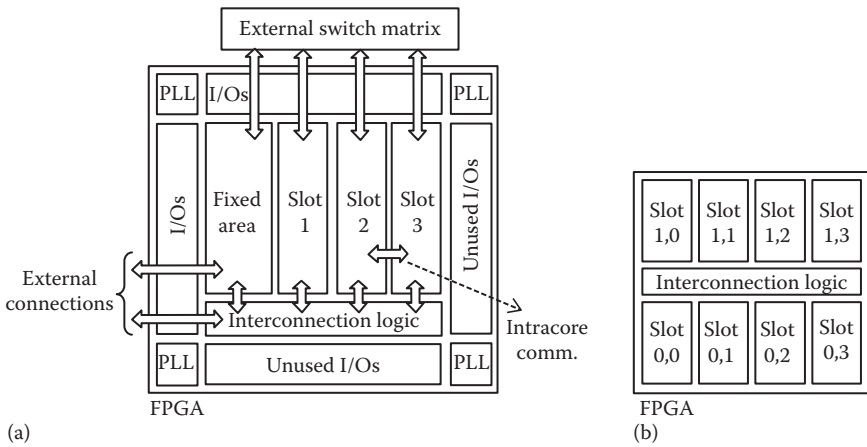 External switch matrix
PLL
I/Os
PLL
I/Os
Fixed
area
Slot
1
Slot
2
Slot
3
Unused I/Os
External
connections
Interconnection logic
Intracore
comm.
PLL
Unused I/Os
PLL
FPGA
(a)
Slot
1,0
Slot
1,1
Slot
1,2
Slot
1,3
Interconnection logic
Slot
0,0
Slot
0,1
Slot
0,2
Slot
0,3
FPGA
(b)